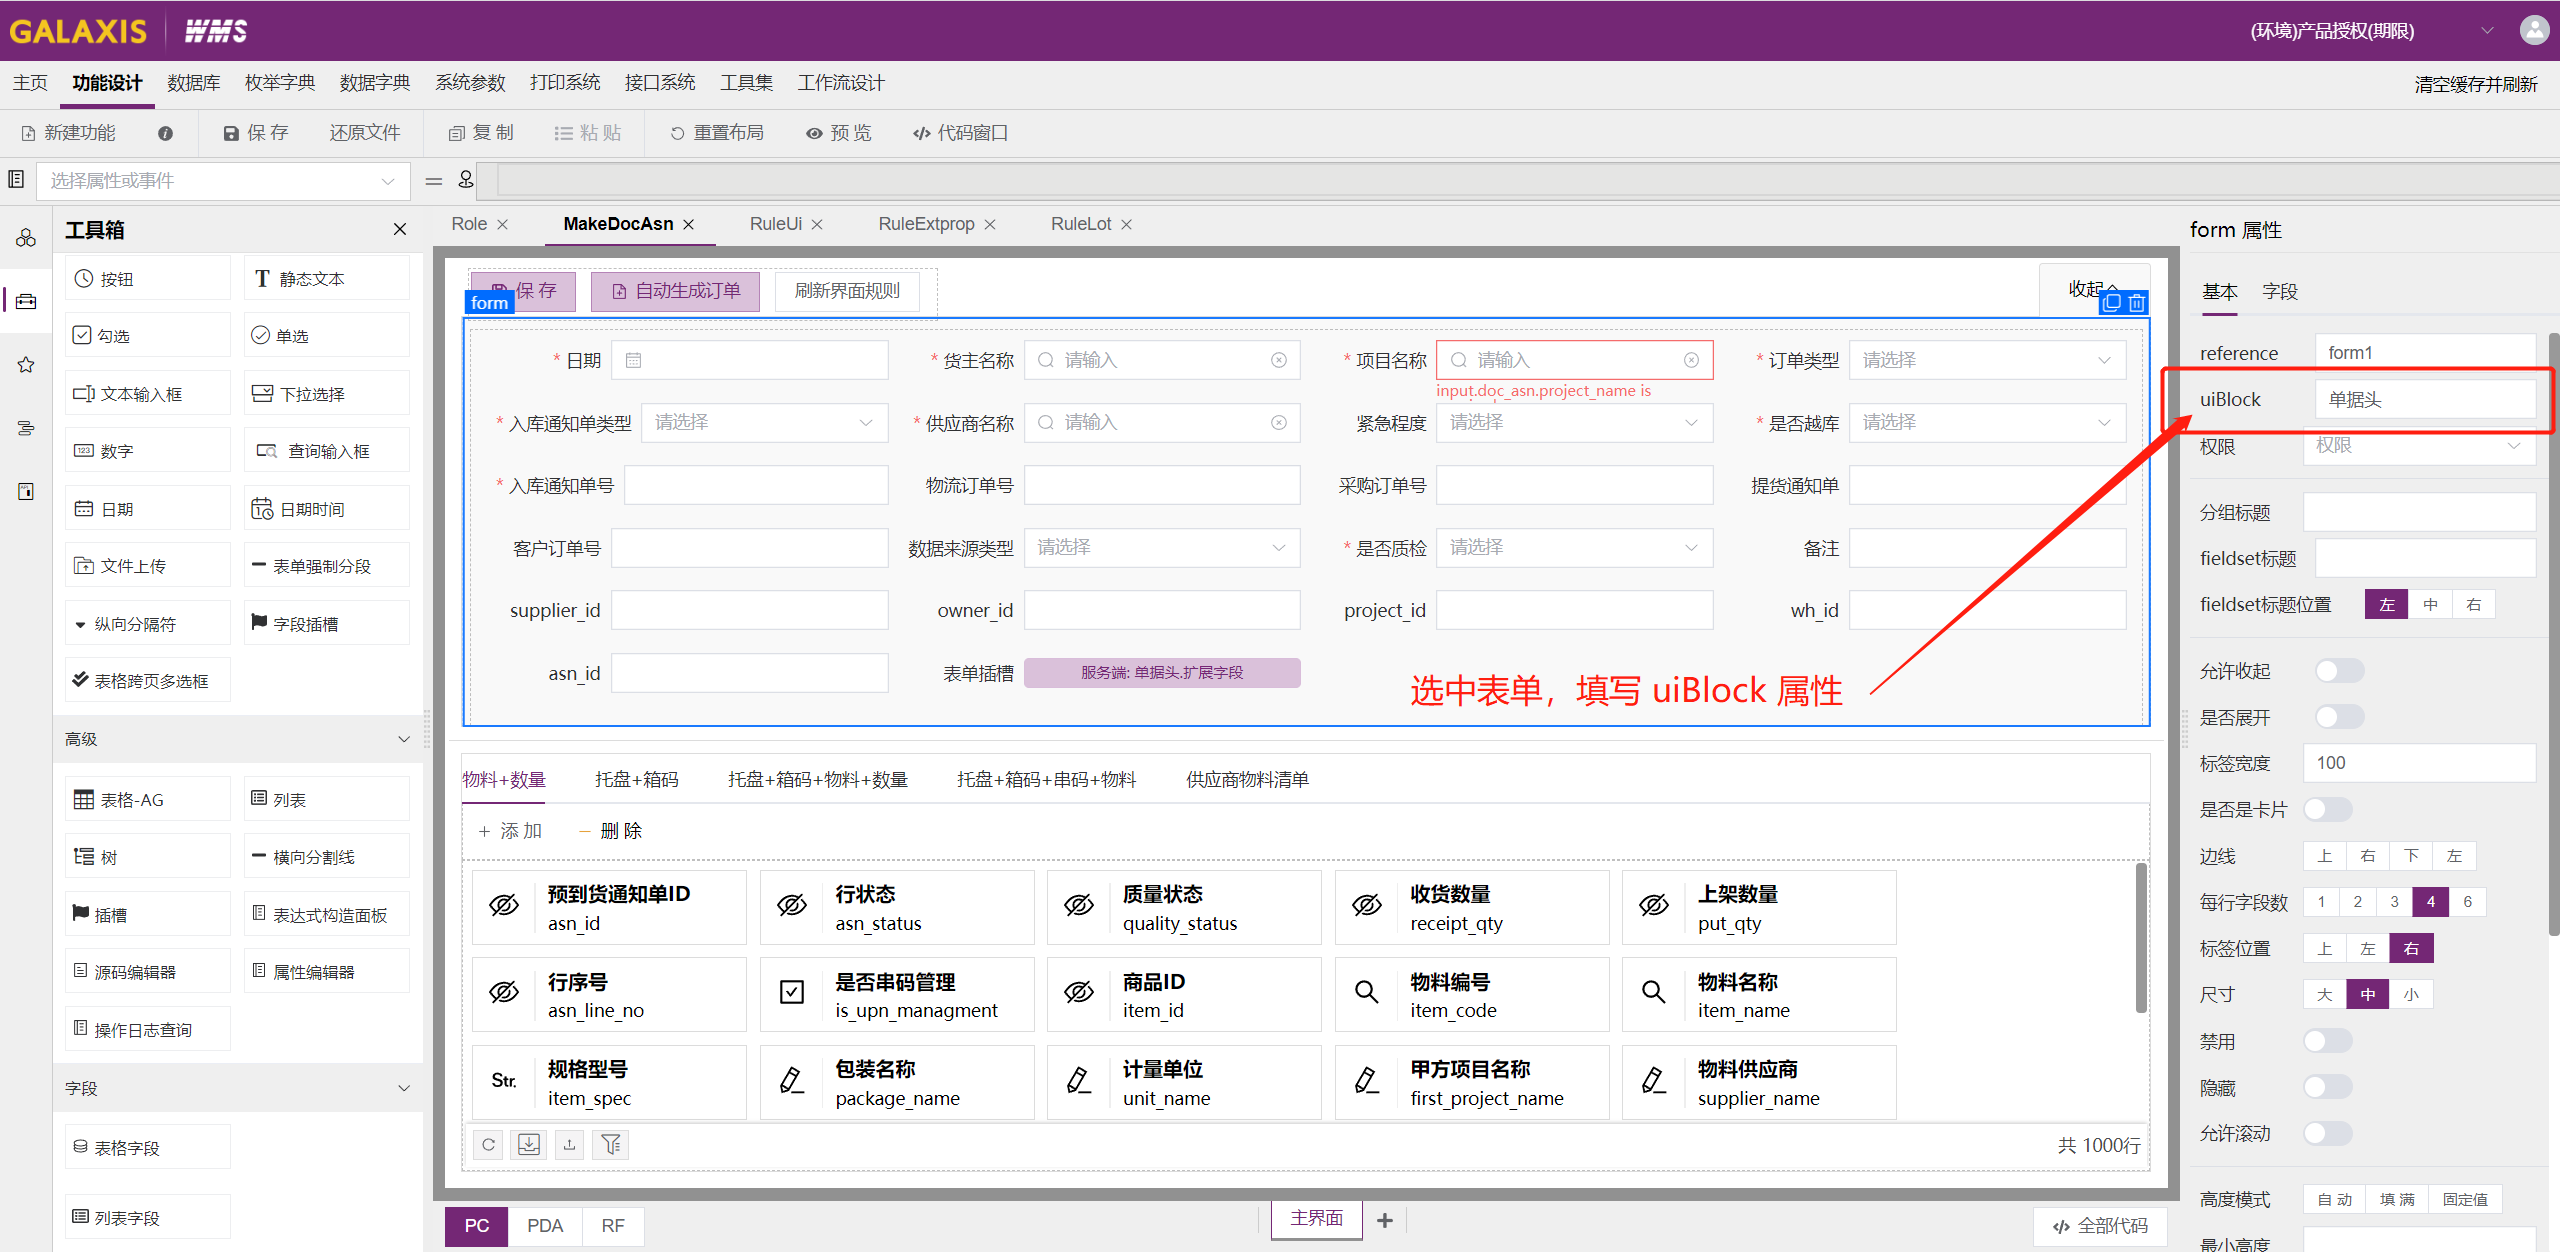 GALAXIS WMS (环境)产品授权(期限)
主页 功能设计 数据库 枚举字典 数据字典 系统参数 打印系统 接口系统 工具集 工作流设计 清空缓存并刷新
新建功能 保 存 还原文件 复 制 粘 贴 重置布局 预 览 代码窗口
选择属性或事件
工具箱
按钮 静态文本
勾选 单选
文本输入框 下拉选择
数字 查询输入框
日期 日期时间
文件上传 表单强制分段
纵向分隔符 字段插槽
表格跨页多选框
高级
表格-AG 列表
树 横向分割线
插槽 表达式构造面板
源码编辑器 属性编辑器
操作日志查询
字段
表格字段
列表字段
Role MakeDocAsn RuleUi RuleExtprop RuleLot
保 存 自动生成订单 刷新界面规则 收起
form
* 日期 * 货主名称 请输入 * 项目名称 请输入 * 订单类型 请选择
input.doc_asn.project_name is
* 入库通知单类型 请选择 * 供应商名称 请输入 紧急程度 请选择 * 是否越库 请选择
* 入库通知单号 物流订单号 采购订单号 提货通知单
客户订单号 数据来源类型 请选择 * 是否质检 请选择 备注
supplier_id owner_id project_id wh_id
asn_id 表单插槽 服务端: 单据头.扩展字段
选中表单，填写 uiBlock 属性
物料+数量 托盘+箱码 托盘+箱码+物料+数量 托盘+箱码+串码+物料 供应商物料清单
添 加 删 除
预到货通知单ID 行状态 质量状态 收货数量 上架数量
asn_id asn_status quality_status receipt_qty put_qty
行序号 是否串码管理 商品ID 物料编号 物料名称
asn_line_no is_upn_managment item_id item_code item_name
规格型号 包装名称 计量单位 甲方项目名称 物料供应商
Str. item_spec package_name unit_name first_project_name supplier_name
共 1000行
PC PDA RF 主界面 全部代码
form 属性
基本 字段
reference form1
uiBlock 单据头
权限 权限
分组标题
fieldset标题
fieldset标题位置 左 中 右
允许收起
是否展开
标签宽度 100
是否是卡片
边线 上 右 下 左
每行字段数 1 2 3 4 6
标签位置 上 左 右
尺寸 大 中 小
禁用
隐藏
允许滚动
高度模式 自 动 填 满 固定值
最小高度